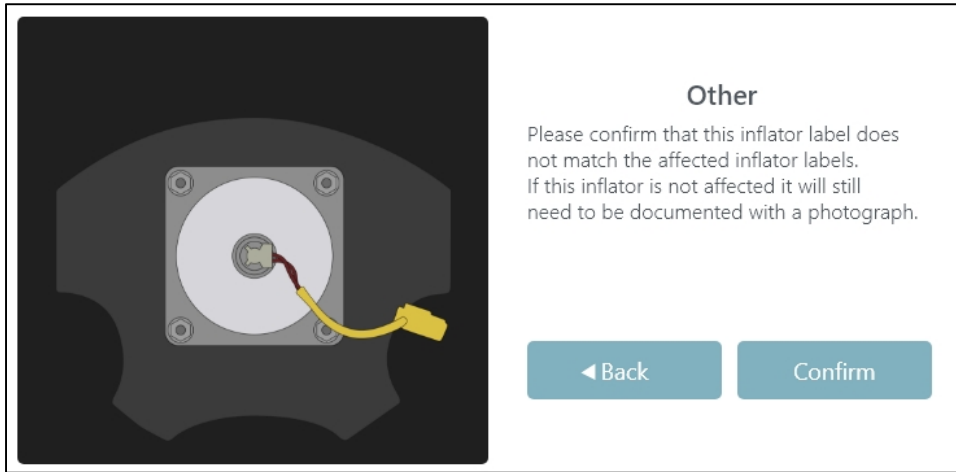 Other
Please confirm that this inflator label does
not match the affected inflator labels.
If this inflator is not affected it will still
need to be documented with a photograph.
◀ Back
Confirm